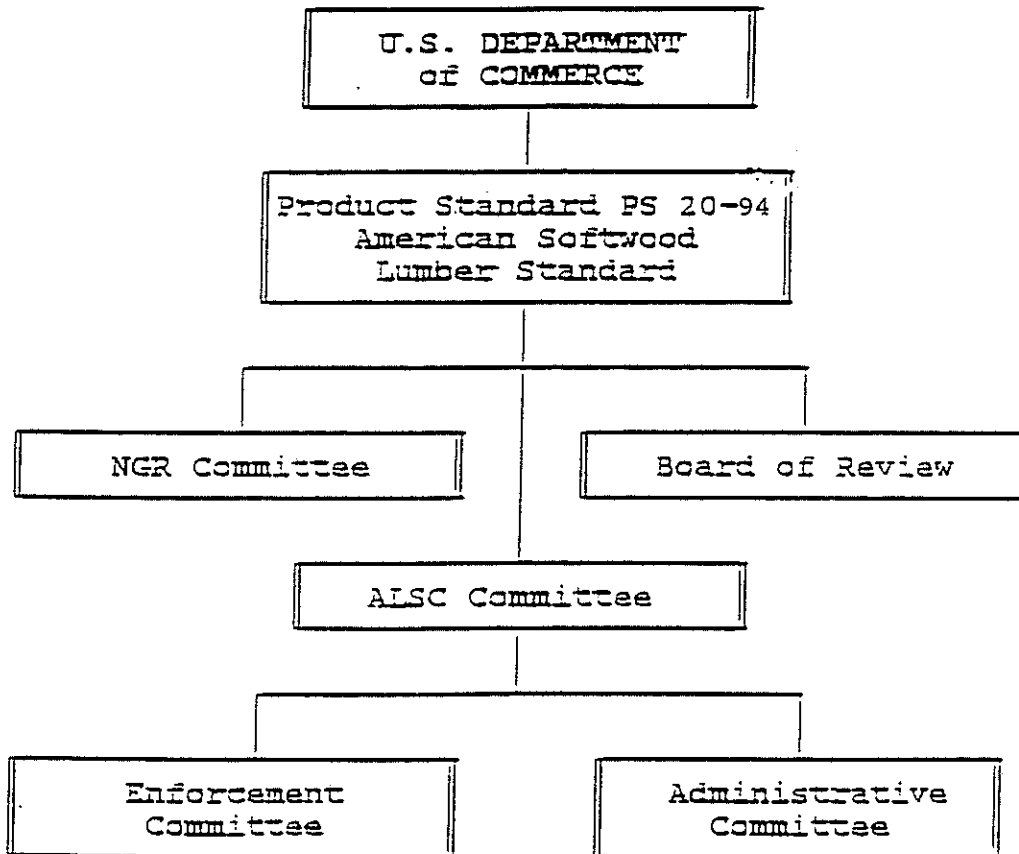 U.S. DEPARTMENT
of COMMERCE
Product Standard PS 20-94
American Softwood
Lumber Standard
NGR Committee
Board of Review
ALSC Committee
Enforcement
Committee
Administrative
Committee